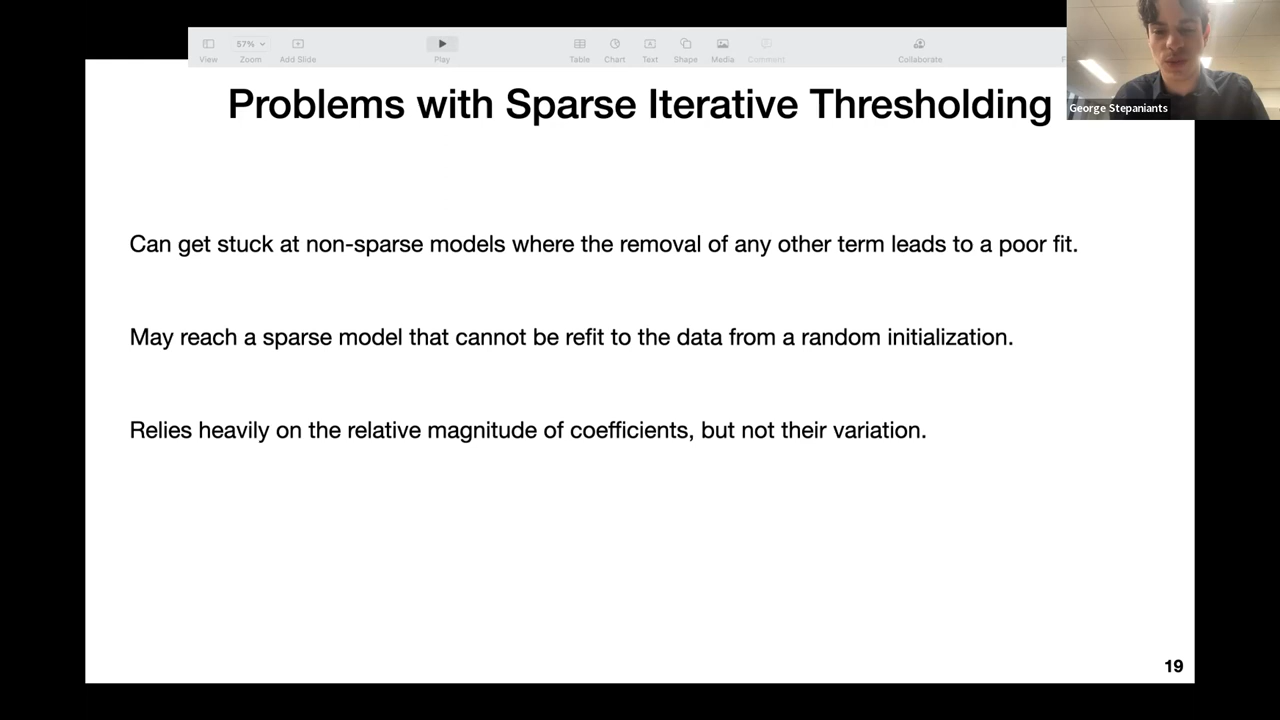 57%
View
Zoom
Add Slide
Play
Table
Chart
Text
Shape
Media
Comment
Collaborate
George Stepaniants
Problems with Sparse Iterative Thresholding
Can get stuck at non-sparse models where the removal of any other term leads to a poor fit.
May reach a sparse model that cannot be refit to the data from a random initialization.
Relies heavily on the relative magnitude of coefficients, but not their variation.
19